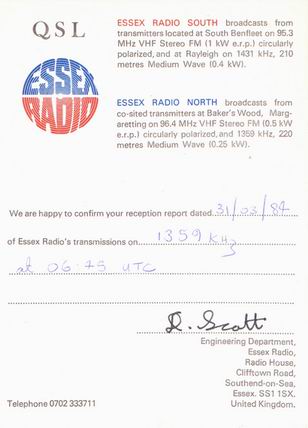 QSL
ESSEX
RADIO
ESSEX RADIO SOUTH broadcasts from
transmitters located at South Benfleet on 95.3
MHz VHF Stereo FM (1 kW e.r.p.) circularly
polarized, and at Rayleigh on 1431 kHz, 210
metres Medium Wave (0.4 kW).
ESSEX RADIO NORTH broadcasts from
co-sited transmitters at Baker's Wood, Marg-
aretting on 96.4 MHz VHF Stereo FM (0.5 kW
e.r.p.) circularly polarized, and 1359 kHz, 220
metres Medium Wave (0.25 kW).
We are happy to confirm your reception report dated 31/03/84
of Essex Radio's transmissions on 1359 kHz
at 06.45 UTC
D. Scott
Engineering Department,
Essex Radio,
Radio House,
Clifftown Road,
Southend-on-Sea,
Essex. SS1 1SX.
United Kingdom.
Telephone 0702 333711